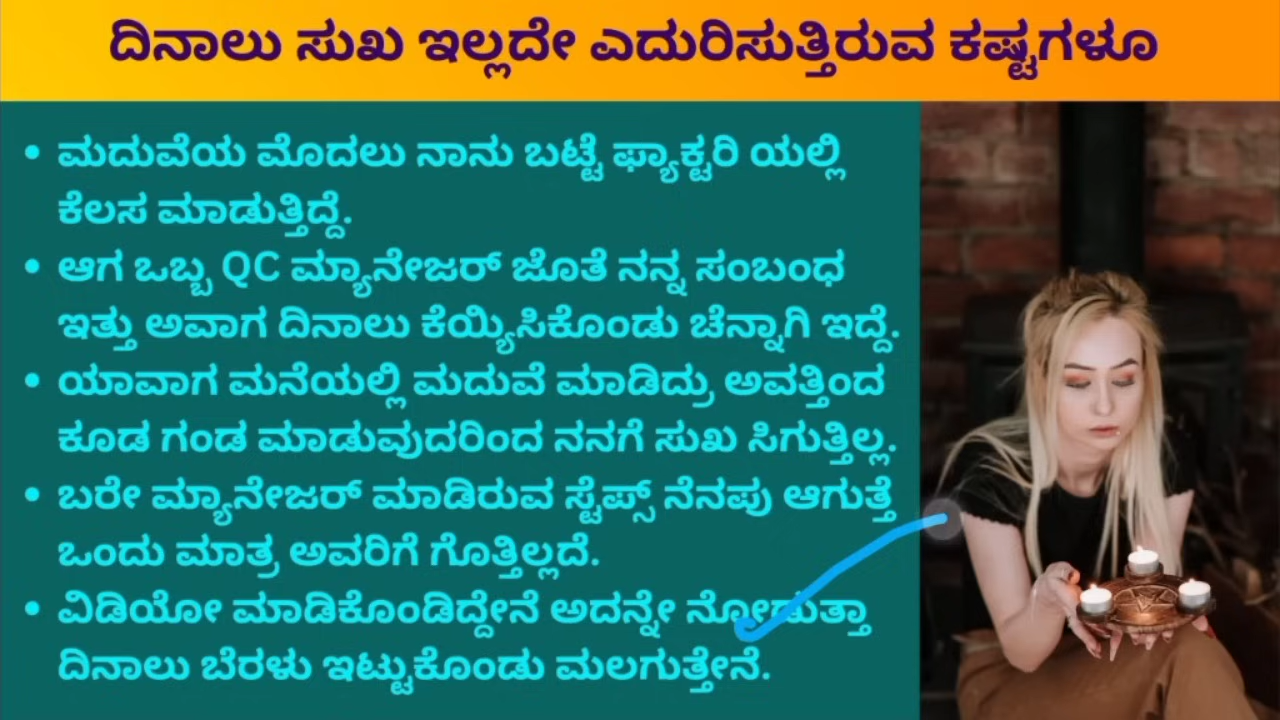 ದಿನಾಲು ಸುಖ ಇಲ್ಲದೇ ಎದುರಿಸುತ್ತಿರುವ ಕಷ್ಟಗಳೂ
• ಮದುವೆಯ ಮೊದಲು ನಾನು ಬಟ್ಟೆ ಫ್ಯಾಕ್ಟರಿ ಯಲ್ಲಿ
ಕೆಲಸ ಮಾಡುತ್ತಿದ್ದೆ.
• ಆಗ ಒಬ್ಬ QC ಮ್ಯಾನೇಜರ್ ಜೊತೆ ನನ್ನ ಸಂಬಂಧ
ಇತ್ತು ಅವಾಗ ದಿನಾಲು ಕೆಯ್ಯಿಸಿಕೊಂಡು ಚೆನ್ನಾಗಿ ಇದ್ದೆ.
• ಯಾವಾಗ ಮನೆಯಲ್ಲಿ ಮದುವೆ ಮಾಡಿದ್ರು ಅವತ್ತಿಂದ
ಕೂಡ ಗಂಡ ಮಾಡುವುದರಿಂದ ನನಗೆ ಸುಖ ಸಿಗುತ್ತಿಲ್ಲ.
• ಬರೇ ಮ್ಯಾನೇಜರ್ ಮಾಡಿರುವ ಸ್ಟೆಪ್ಸ್ ನೆನಪು ಆಗುತ್ತೆ
ಒಂದು ಮಾತ್ರ ಅವರಿಗೆ ಗೊತ್ತಿಲ್ಲದೆ.
• ವಿಡಿಯೋ ಮಾಡಿಕೊಂಡಿದ್ದೇನೆ ಅದನ್ನೇ ನೋಡುತ್ತಾ
ದಿನಾಲು ಬೆರಳು ಇಟ್ಟುಕೊಂಡು ಮಲಗುತ್ತೇನೆ.